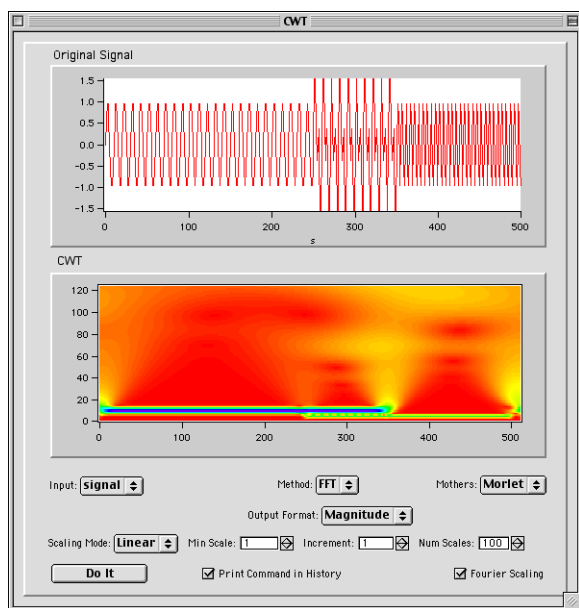 CWT
Original Signal
1.5
1.0
0.5
0.0
-0.5
-1.0
-1.5
0 100 200 300 400 500
s
CWT
120
100
80
60
40
20
0
0 100 200 300 400 500
Input: signal Method: FFT Mothers: Morlet
Output Format: Magnitude
Scaling Mode: Linear Min Scale: 1 Increment: 1 Num Scales: 100
Do It Print Command in History Fourier Scaling